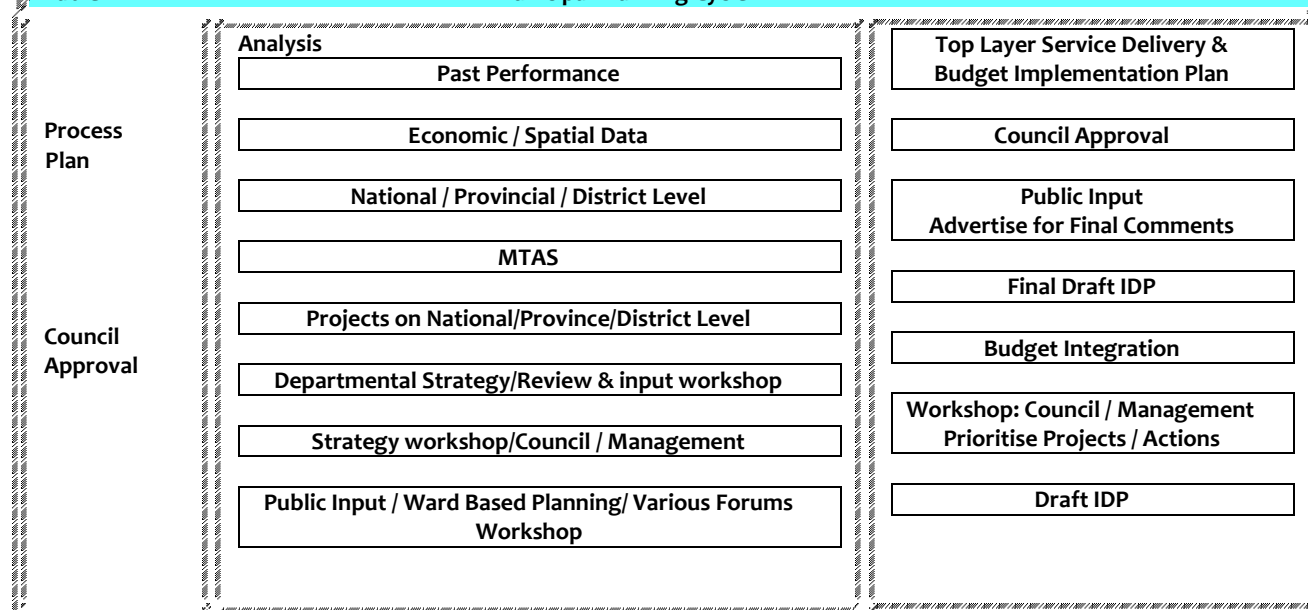 Process
Plan
Council
Approval
Analysis
Past Performance
Economic / Spatial Data
National / Provincial / District Level
MTAS
Projects on National/Province/District Level
Departmental Strategy/Review & input workshop
Strategy workshop/Council / Management
Public Input / Ward Based Planning/ Various Forums
Workshop
Top Layer Service Delivery &
Budget Implementation Plan
Council Approval
Public Input
Advertise for Final Comments
Final Draft IDP
Budget Integration
Workshop: Council / Management
Prioritise Projects / Actions
Draft IDP